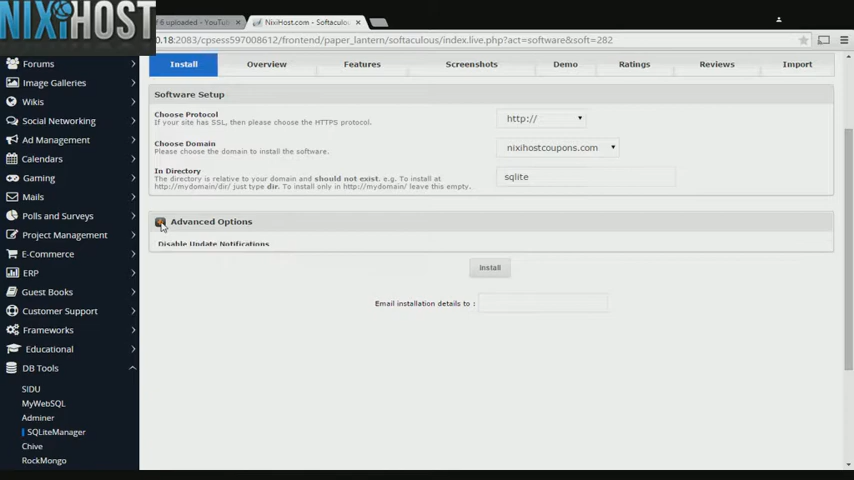 NIXIHOST
of 6 uploaded - YouTub
NixiHost.com - Softaculous
0.18:2083/cpsess597008612/frontend/paper_lantern/softaculous/index.live.php?act=software&soft=282
Forums
Image Galleries
Wikis
Social Networking
Ad Management
Calendars
Gaming
Mails
Polls and Surveys
Project Management
E-Commerce
ERP
Guest Books
Customer Support
Frameworks
Educational
DB Tools
SIDU
MyWebSQL
Adminer
SQLiteManager
Chive
RockMongo
Install Overview Features Screenshots Demo Ratings Reviews Import
Software Setup
Choose Protocol
If your site has SSL, then please choose the HTTPS protocol.
http://
Choose Domain
Please choose the domain to install the software.
nixihostcoupons.com
In Directory
The directory is relative to your domain and should not exist. e.g. To install at
http://mydomain/dir/ just type dir. To install only in http://mydomain/ leave this empty.
sqlite
Advanced Options
Disable Update Notifications
Install
Email installation details to :